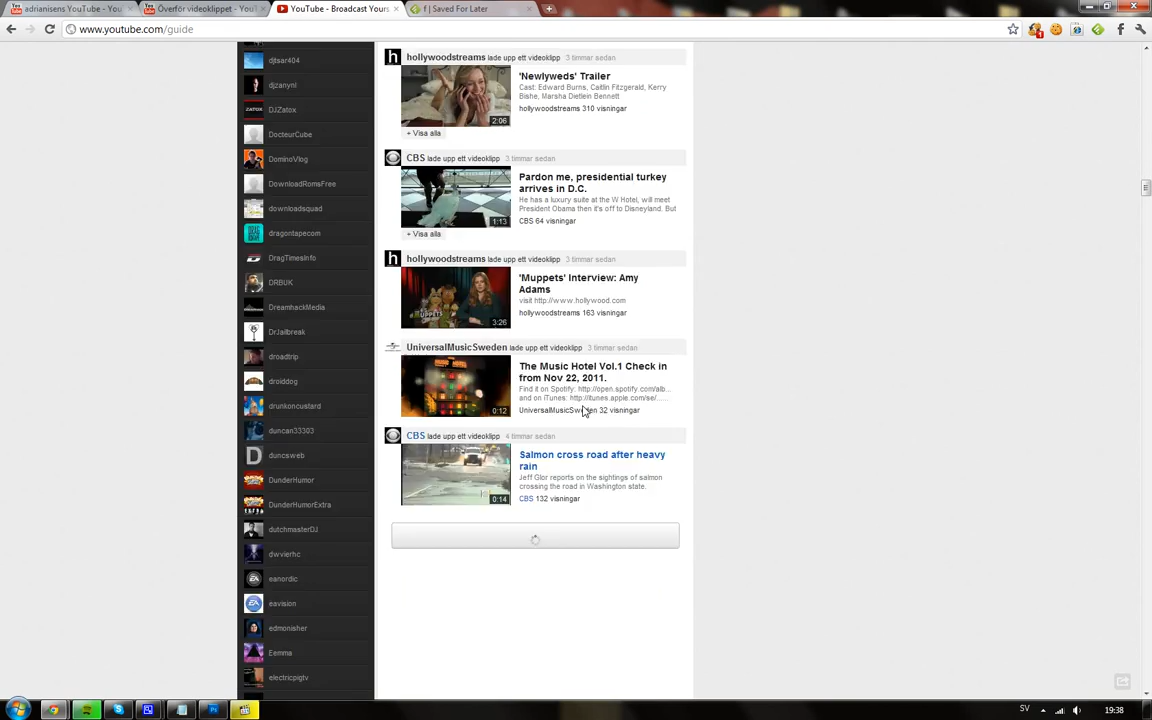 adrianisens YouTube - You
Överför videoklippet - You
YouTube - Broadcast Yours
f | Saved For Later
www.youtube.com/guide
1
djtsar404
djzanyni
DJZatox
DocteurCube
DominoVlog
DownloadRomsFree
downloadsquad
dragontapecom
DragTimesInfo
DRBUK
DreamhackMedia
DrJailbreak
droadtrip
droiddog
drunkoncustard
duncan33303
duncsweb
DunderHumor
DunderHumorExtra
dutchmasterDJ
dwvierhc
eanordic
eavision
edmonisher
Eemma
electricpigtv
hollywoodstreams lade upp ett videoklipp 3 timmar sedan
'Newlyweds' Trailer
Cast: Edward Burns, Caitlin Fitzgerald, Kerry
Bishe, Marsha Dietlein Bennett
hollywoodstreams 310 visningar
2:06
+ Visa alla
CBS lade upp ett videoklipp 3 timmar sedan
Pardon me, presidential turkey
arrives in D.C.
He has a luxury suite at the W Hotel, will meet
President Obama then it's off to Disneyland. But
CBS 64 visningar
1:13
+ Visa alla
hollywoodstreams lade upp ett videoklipp 3 timmar sedan
'Muppets' Interview: Amy
Adams
visit http://www.hollywood.com
hollywoodstreams 163 visningar
3:26
UniversalMusicSweden lade upp ett videoklipp 3 timmar sedan
The Music Hotel Vol.1 Check in
from Nov 22, 2011.
Find it on Spotify: http://open.spotify.com/alb...
and on iTunes: http://itunes.apple.com/se/......
UniversalMusicSweden 32 visningar
0:12
CBS lade upp ett videoklipp 4 timmar sedan
Salmon cross road after heavy
rain
Jeff Glor reports on the sightings of salmon
crossing the road in Washington state.
CBS 132 visningar
0:14
SV
19:38